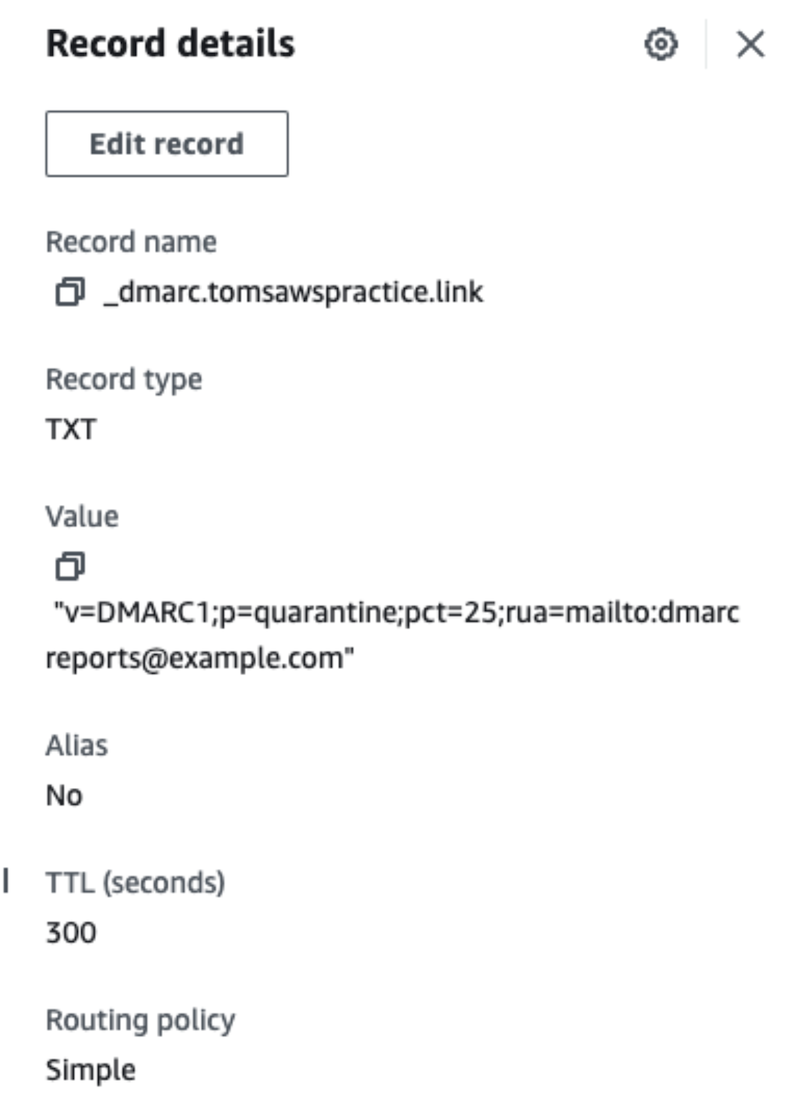 Record details
Edit record
Record name
_dmarc.tomsawspractice.link
Record type
TXT
Value
"v=DMARC1;p=quarantine;pct=25;rua=mailto:dmarc
reports@example.com"
Alias
No
TTL (seconds)
300
Routing policy
Simple